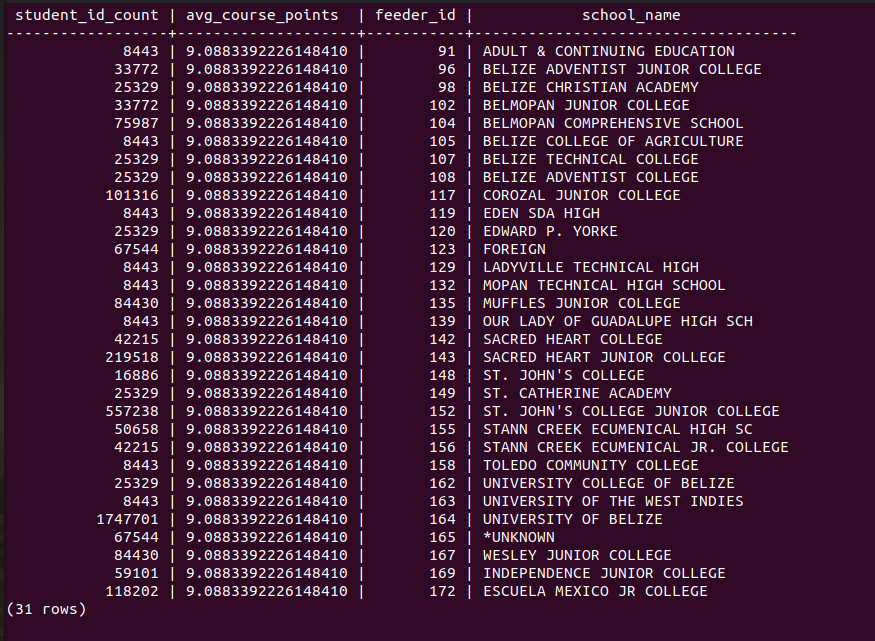 student_id_count | avg_course_points | feeder_id | school_name
------------------+--------------------+-----------+------------------------------------
8443 | 9.0883392226148410 | 91 | ADULT & CONTINUING EDUCATION
33772 | 9.0883392226148410 | 96 | BELIZE ADVENTIST JUNIOR COLLEGE
25329 | 9.0883392226148410 | 98 | BELIZE CHRISTIAN ACADEMY
33772 | 9.0883392226148410 | 102 | BELMOPAN JUNIOR COLLEGE
75987 | 9.0883392226148410 | 104 | BELMOPAN COMPREHENSIVE SCHOOL
8443 | 9.0883392226148410 | 105 | BELIZE COLLEGE OF AGRICULTURE
25329 | 9.0883392226148410 | 107 | BELIZE TECHNICAL COLLEGE
25329 | 9.0883392226148410 | 108 | BELIZE ADVENTIST COLLEGE
101316 | 9.0883392226148410 | 117 | COROZAL JUNIOR COLLEGE
8443 | 9.0883392226148410 | 119 | EDEN SDA HIGH
25329 | 9.0883392226148410 | 120 | EDWARD P. YORKE
67544 | 9.0883392226148410 | 123 | FOREIGN
8443 | 9.0883392226148410 | 129 | LADYVILLE TECHNICAL HIGH
8443 | 9.0883392226148410 | 132 | MOPAN TECHNICAL HIGH SCHOOL
84430 | 9.0883392226148410 | 135 | MUFFLES JUNIOR COLLEGE
8443 | 9.0883392226148410 | 139 | OUR LADY OF GUADALUPE HIGH SCH
42215 | 9.0883392226148410 | 142 | SACRED HEART COLLEGE
219518 | 9.0883392226148410 | 143 | SACRED HEART JUNIOR COLLEGE
16886 | 9.0883392226148410 | 148 | ST. JOHN'S COLLEGE
25329 | 9.0883392226148410 | 149 | ST. CATHERINE ACADEMY
557238 | 9.0883392226148410 | 152 | ST. JOHN'S COLLEGE JUNIOR COLLEGE
50658 | 9.0883392226148410 | 155 | STANN CREEK ECUMENICAL HIGH SC
42215 | 9.0883392226148410 | 156 | STANN CREEK ECUMENICAL JR. COLLEGE
8443 | 9.0883392226148410 | 158 | TOLEDO COMMUNITY COLLEGE
25329 | 9.0883392226148410 | 162 | UNIVERSITY COLLEGE OF BELIZE
8443 | 9.0883392226148410 | 163 | UNIVERSITY OF THE WEST INDIES
1747701 | 9.0883392226148410 | 164 | UNIVERSITY OF BELIZE
67544 | 9.0883392226148410 | 165 | *UNKNOWN
84430 | 9.0883392226148410 | 167 | WESLEY JUNIOR COLLEGE
59101 | 9.0883392226148410 | 169 | INDEPENDENCE JUNIOR COLLEGE
118202 | 9.0883392226148410 | 172 | ESCUELA MEXICO JR COLLEGE
(31 rows)